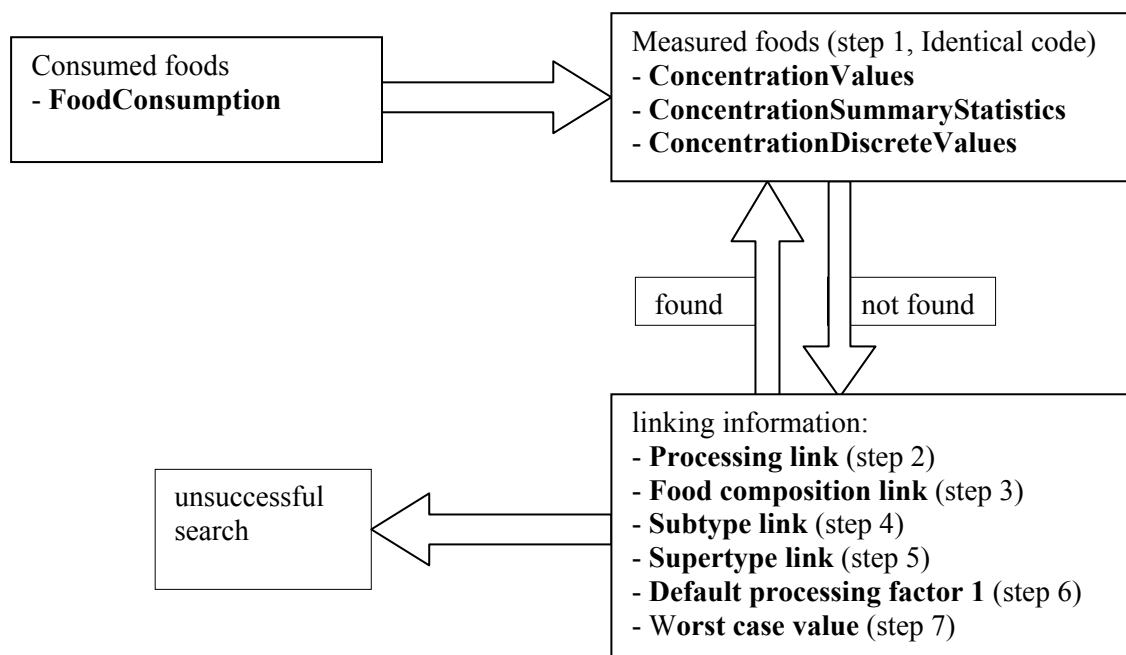 Consumed foods
- FoodConsumption
Measured foods (step 1, Identical code)
- ConcentrationValues
- ConcentrationSummaryStatistics
- ConcentrationDiscreteValues
found
not found
linking information:
- Processing link (step 2)
- Food composition link (step 3)
- Subtype link (step 4)
- Supertype link (step 5)
- Default processing factor 1 (step 6)
- Worst case value (step 7)
unsuccessful
search